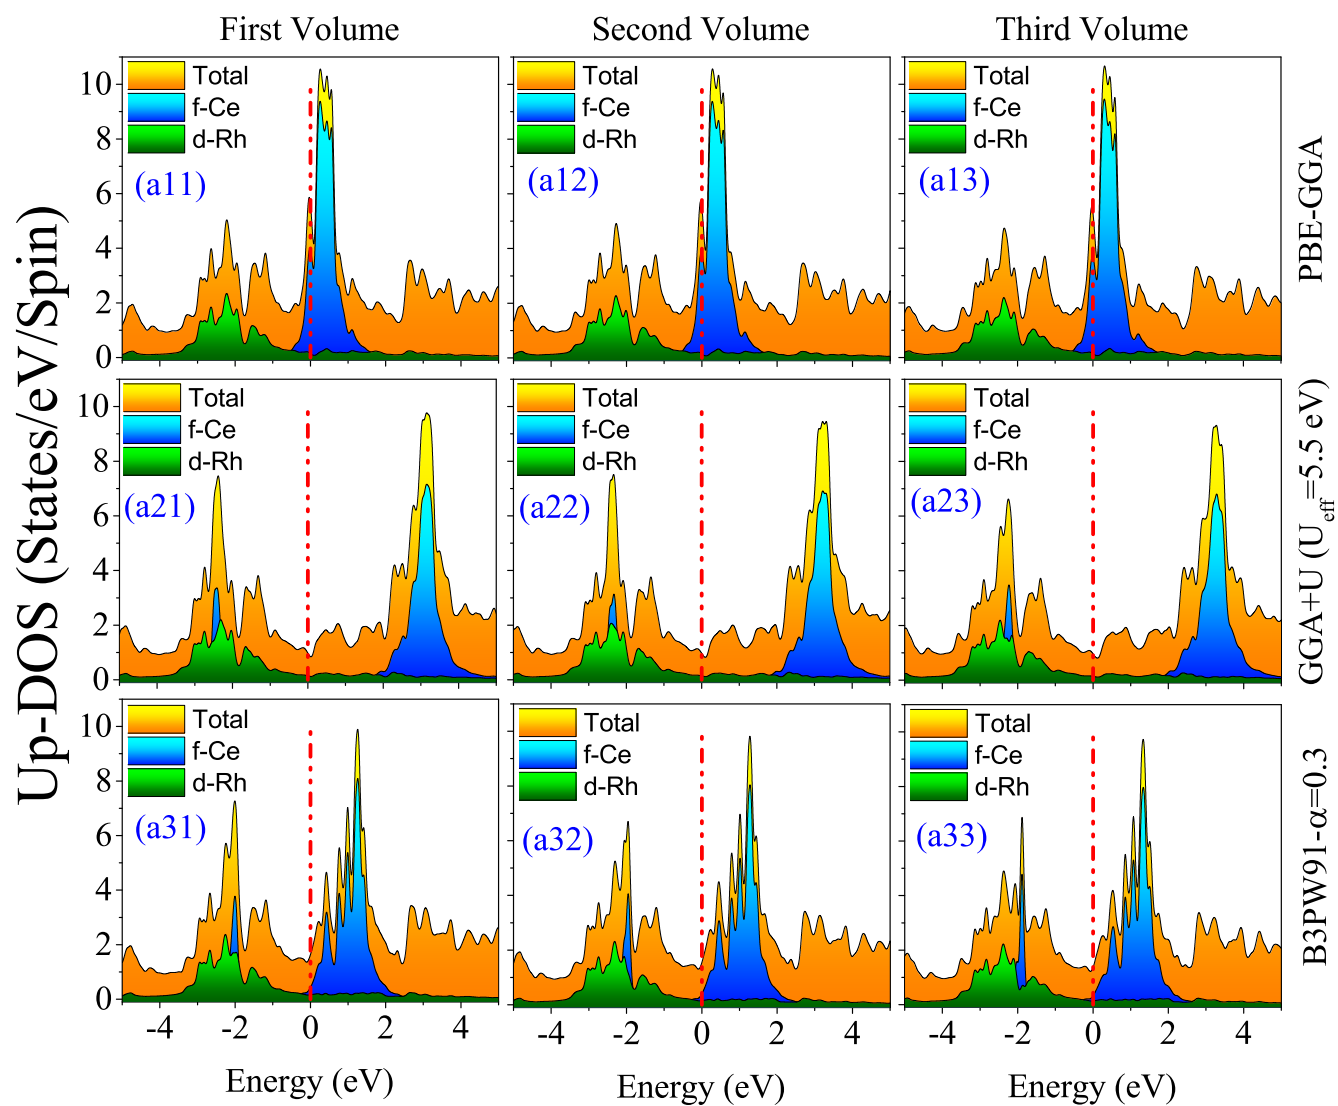 First Volume
Second Volume
Third Volume
Up-DOS (States/eV/Spin)
10
8
6
4
2
0
Total
f-Ce
d-Rh
(a11)
Total
f-Ce
d-Rh
(a12)
Total
f-Ce
d-Rh
(a13)
PBE-GGA
10
8
6
4
2
0
Total
f-Ce
d-Rh
(a21)
Total
f-Ce
d-Rh
(a22)
Total
f-Ce
d-Rh
(a23)
GGA+U (Ueff=5.5 eV)
10
8
6
4
2
0
Total
f-Ce
d-Rh
(a31)
Total
f-Ce
d-Rh
(a32)
Total
f-Ce
d-Rh
(a33)
B3PW91-α=0.3
-4 -2 0 2 4
-4 -2 0 2 4
-4 -2 0 2 4
Energy (eV)
Energy (eV)
Energy (eV)